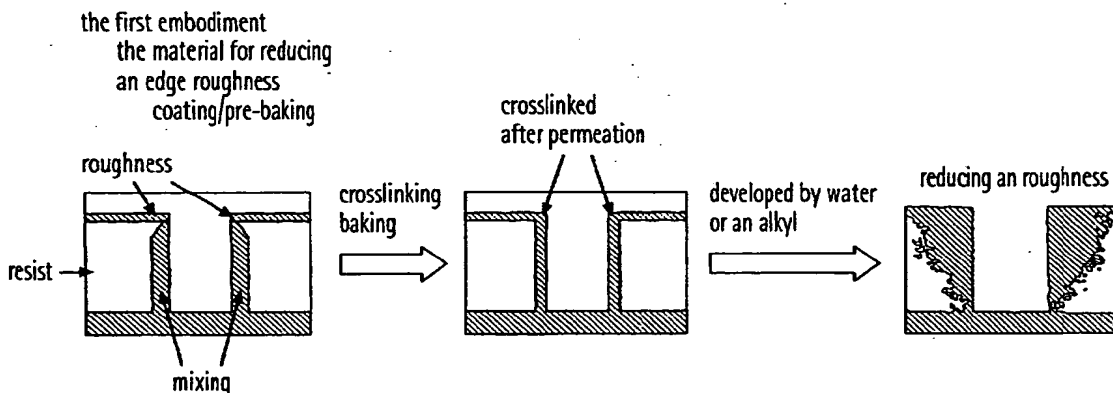 the first embodiment
the material for reducing
an edge roughness
coating/pre-baking
roughness
resist
mixing
crosslinking
baking
crosslinked
after permeation
developed by water
or an alkyl
reducing an roughness